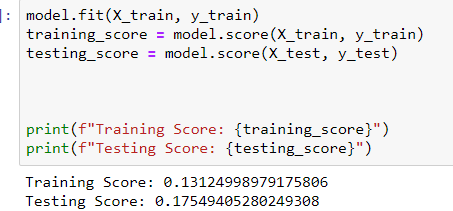 ]:
model.fit(X_train, y_train)
training_score = model.score(X_train, y_train)
testing_score = model.score(X_test, y_test)
print(f"Training Score: {training_score}")
print(f"Testing Score: {testing_score}")
Training Score: 0.13124998979175806
Testing Score: 0.17549405280249308